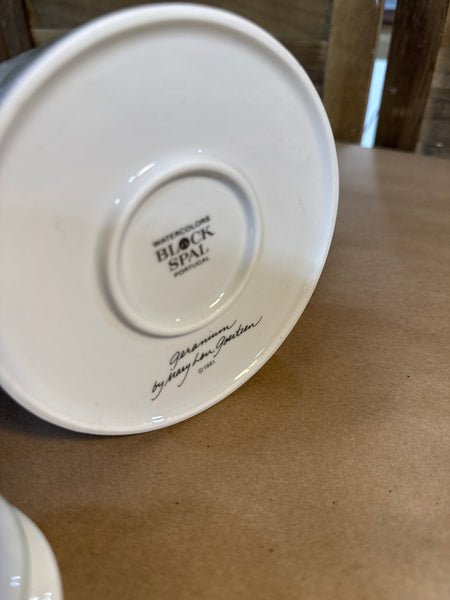 WATERCOLORS
BLOCK
SPAL
PORTUGAL
Geranium
by Mary Lou Goertzen
©1991